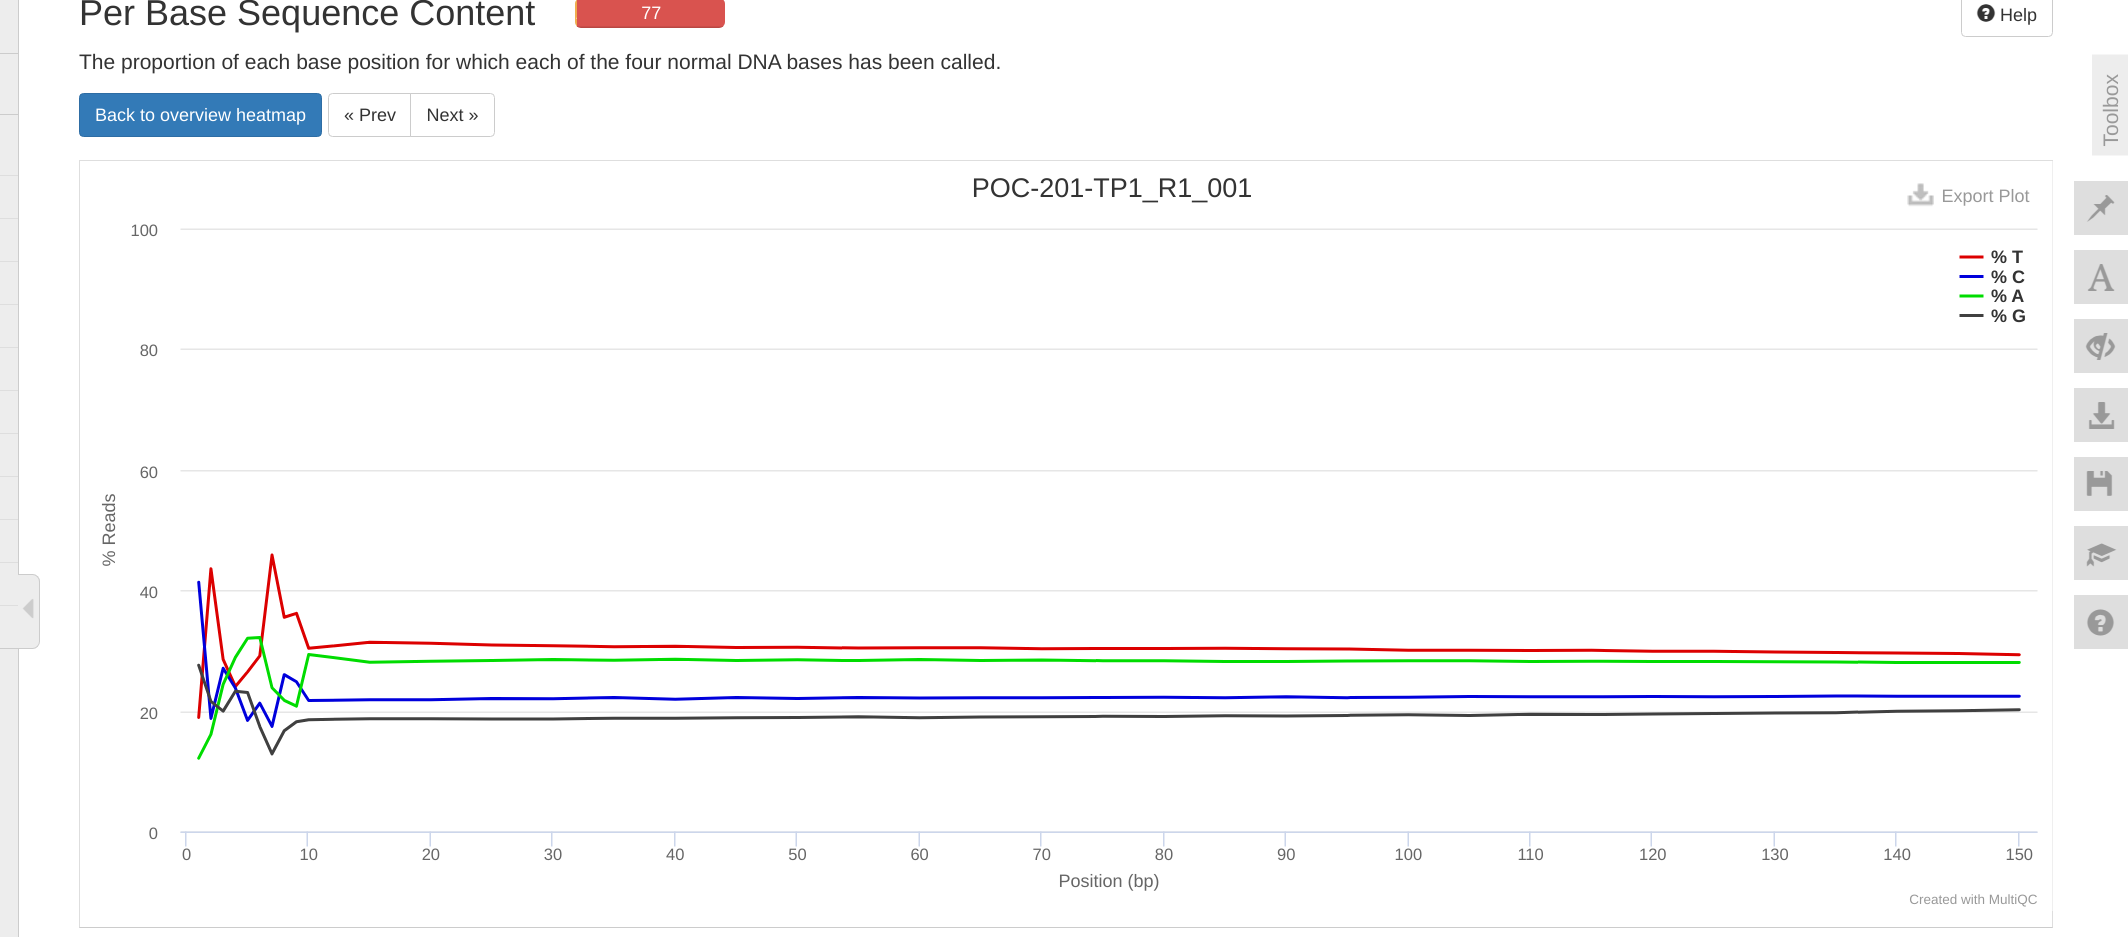 Per Base Sequence Content 77
Help
The proportion of each base position for which each of the four normal DNA bases has been called.
Back to overview heatmap « Prev Next »
Toolbox
POC-201-TP1_R1_001
Export Plot
% T
% C
% A
% G
% Reads
100
80
60
40
20
0
0 10 20 30 40 50 60 70 80 90 100 110 120 130 140 150
Position (bp)
Created with MultiQC